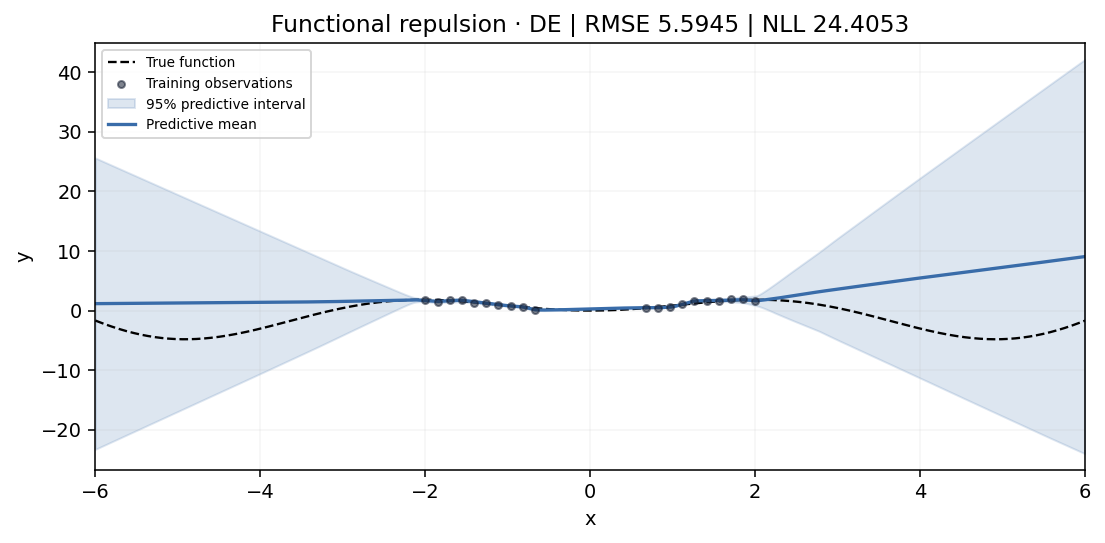 Functional repulsion · DE | RMSE 5.5945 | NLL 24.4053
True function
Training observations
95% predictive interval
Predictive mean
40
30
20
10
0
−10
−20
y
−6
−4
−2
0
2
4
6
x